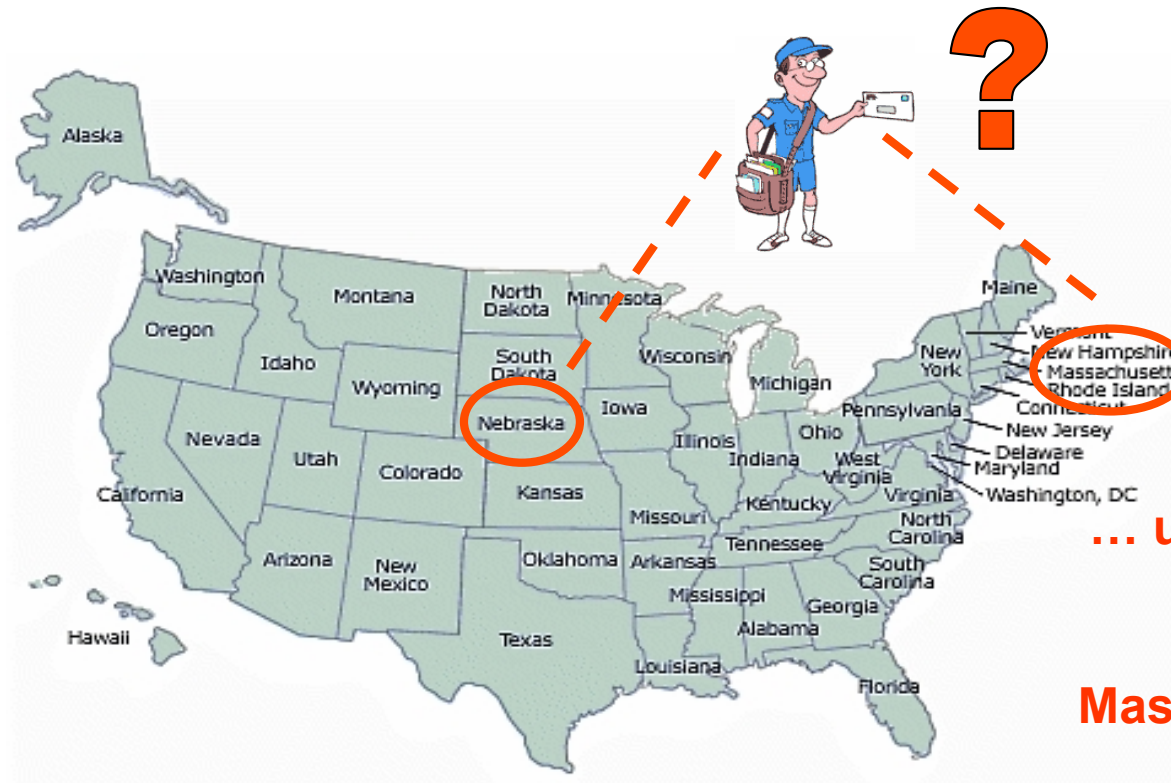 ?
Alaska
Washington
Montana
North
Dakota
Minnesota
Maine
Oregon
Idaho
Wyoming
South
Dakota
Wisconsin
Michigan
New
York
Vermont
New Hampshire
Massachusett
Rhode Island
Connecticut
Nebraska
Iowa
Pennsylvania
New Jersey
Nevada
Utah
Colorado
Illinois
Indiana
Ohio
West
Virginia
Delaware
Maryland
Washington, DC
California
Kansas
Missouri
Kentucky
Virginia
Arizona
New
Mexico
Oklahoma
Arkansas
Tennessee
North
Carolina
South
Carolina
… u
Hawaii
Texas
Mississippi
Alabama
Georgia
Louisiana
Florida
Mas